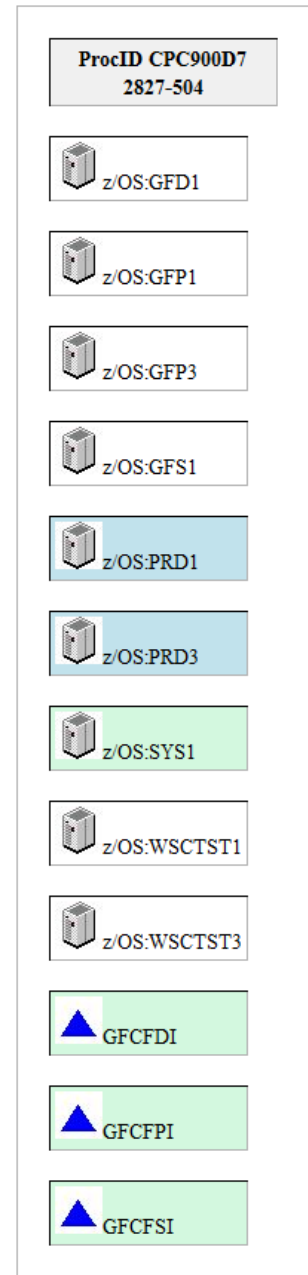 ProcID CPC900D7
2827-504
z/OS:GFD1
z/OS:GFP1
z/OS:GFP3
z/OS:GFS1
z/OS:PRD1
z/OS:PRD3
z/OS:SYS1
z/OS:WSCTST1
z/OS:WSCTST3
GFCFDI
GFCFPI
GFCFSI